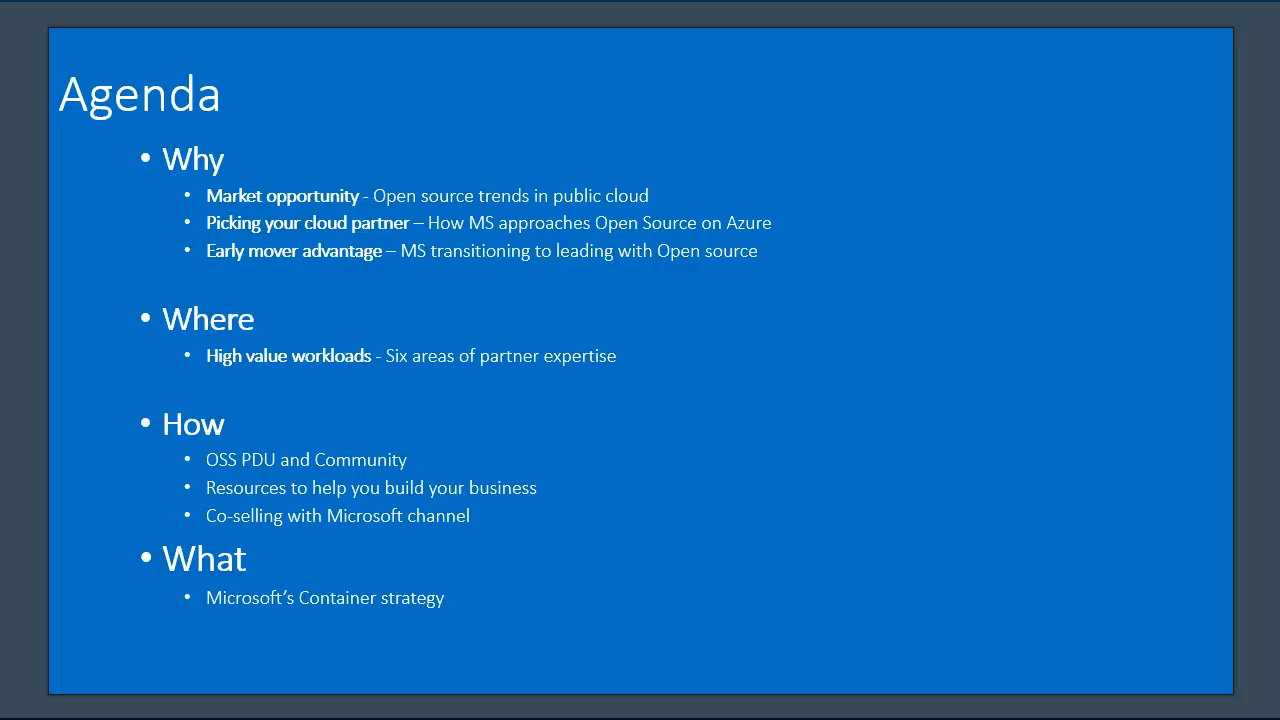 Agenda
• Why
• Market opportunity - Open source trends in public cloud
• Picking your cloud partner – How MS approaches Open Source on Azure
• Early mover advantage – MS transitioning to leading with Open source
• Where
• High value workloads - Six areas of partner expertise
• How
• OSS PDU and Community
• Resources to help you build your business
• Co-selling with Microsoft channel
• What
• Microsoft’s Container strategy